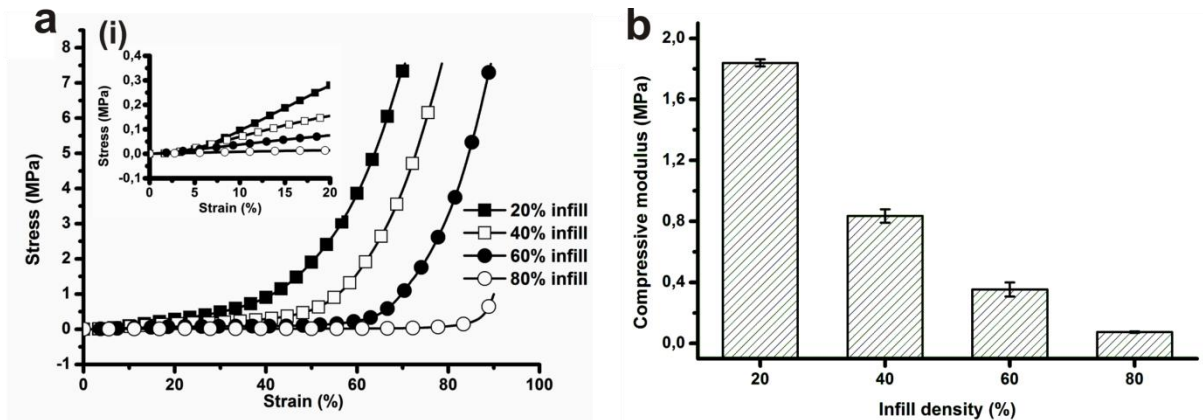 a
(i)
0,4
0,3
0,2
0,1
0,0
-0,1
Stress (MPa)
0 5 10 15 20
Strain (%)
8
7
6
5
4
3
2
1
0
-1
Stress (MPa)
20% infill
40% infill
60% infill
80% infill
0 20 40 60 80 100
Strain (%)
b
2,0
1,6
1,2
0,8
0,4
0,0
Compressive modulus (MPa)
20 40 60 80
Infill density (%)